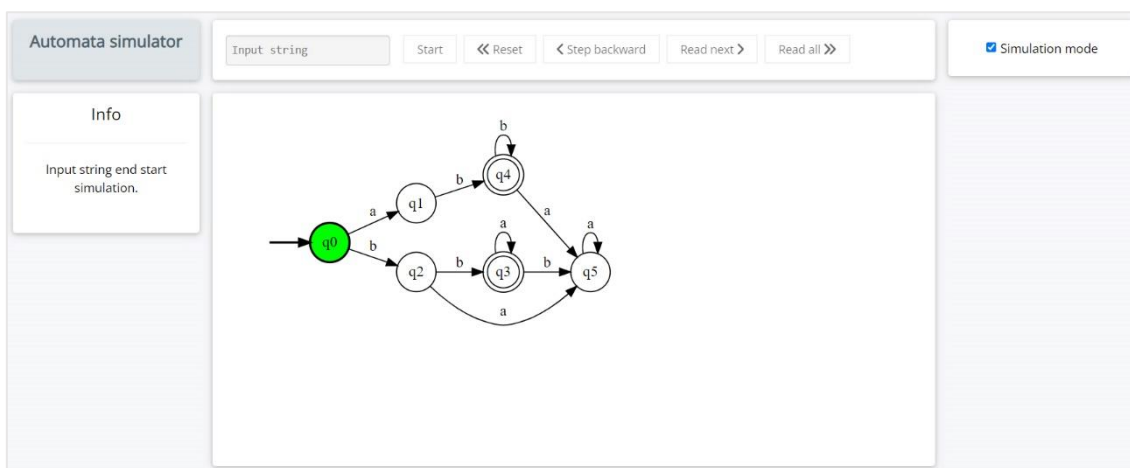 Automata simulator
Input string
Start
Reset
Step backward
Read next
Read all
Simulation mode
Info
Input string end start
simulation.
b
q4
b
q1
a
a
a
a
q0
b
b
b
q2
q3
q5
a